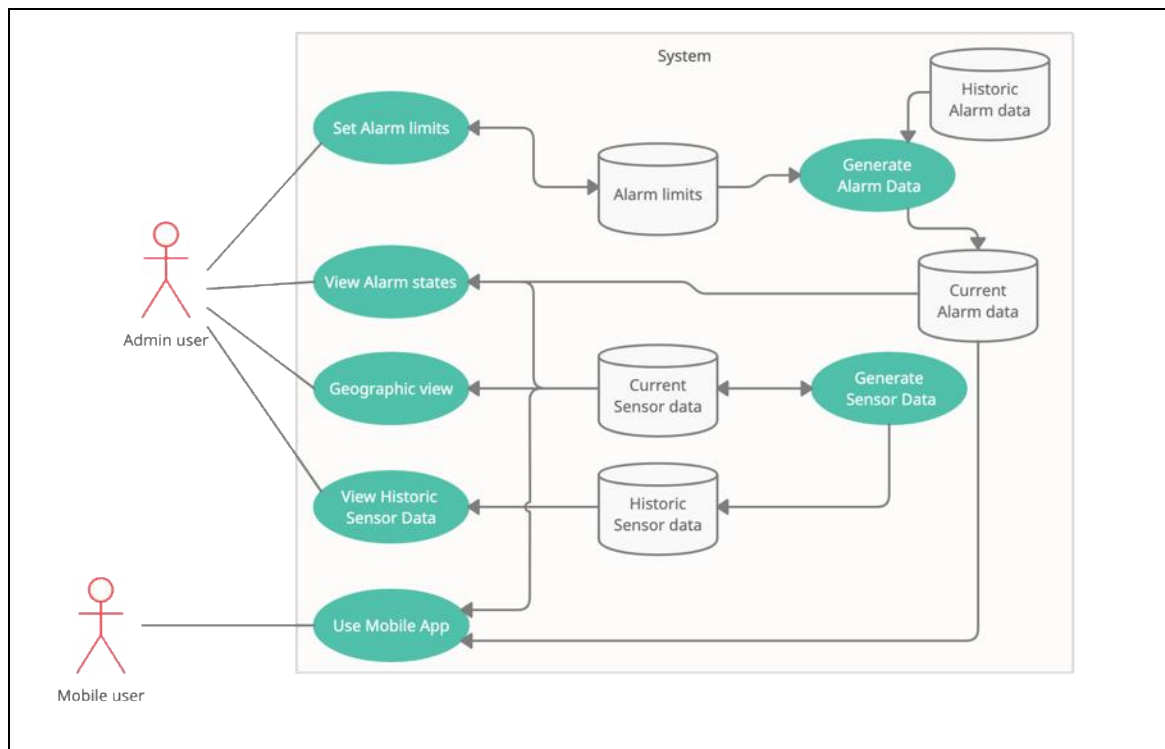 System
Historic
Alarm data
Set Alarm limits
Generate
Alarm Data
Alarm limits
View Alarm states
Current
Alarm data
Admin user
Geographic view
Current
Sensor data
Generate
Sensor Data
View Historic
Sensor Data
Historic
Sensor data
Use Mobile App
Mobile user